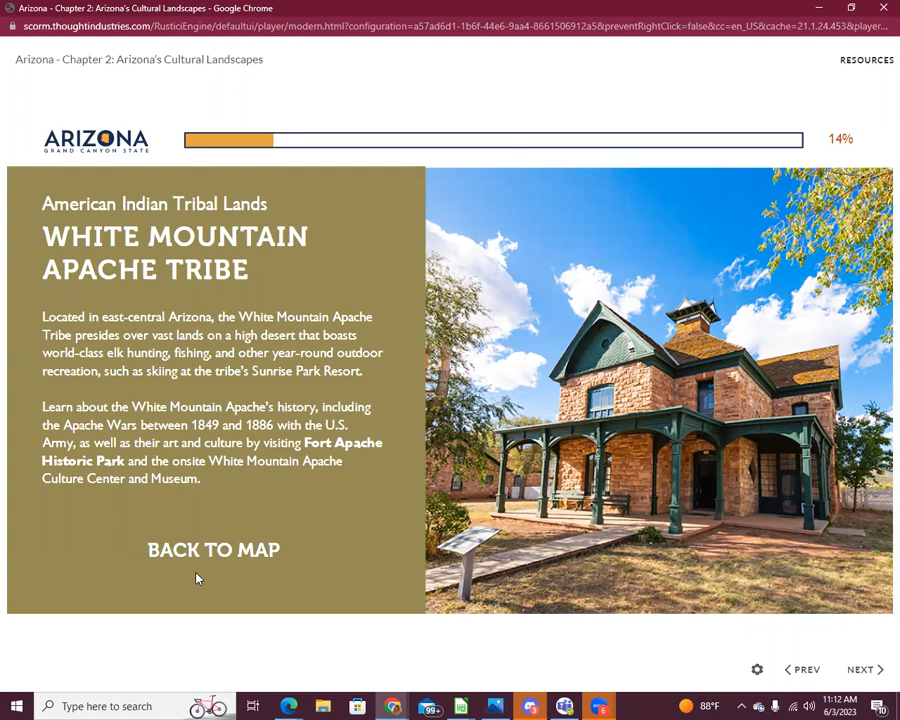 Arizona - Chapter 2: Arizona's Cultural Landscapes - Google Chrome
scorm.thoughtindustries.com/RusticiEngine/defaultui/player/modern.html?configuration=a57ad6d1-1b6f-44e6-9aa4-8661506912a5&preventRightClick=false&cc=en_US&cache=21.1.24.453&player...
Arizona - Chapter 2: Arizona's Cultural Landscapes
RESOURCES
ARIZONA
GRAND CANYON STATE
14%
American Indian Tribal Lands
WHITE MOUNTAIN
APACHE TRIBE
Located in east-central Arizona, the White Mountain Apache
Tribe presides over vast lands on a high desert that boasts
world-class elk hunting, fishing, and other year-round outdoor
recreation, such as skiing at the tribe's Sunrise Park Resort.
Learn about the White Mountain Apache's history, including
the Apache Wars between 1849 and 1886 with the U.S.
Army, as well as their art and culture by visiting Fort Apache
Historic Park and the onsite White Mountain Apache
Culture Center and Museum.
BACK TO MAP
PREV
NEXT
Type here to search
99+
6
88°F
11:12 AM
6/3/2023
10